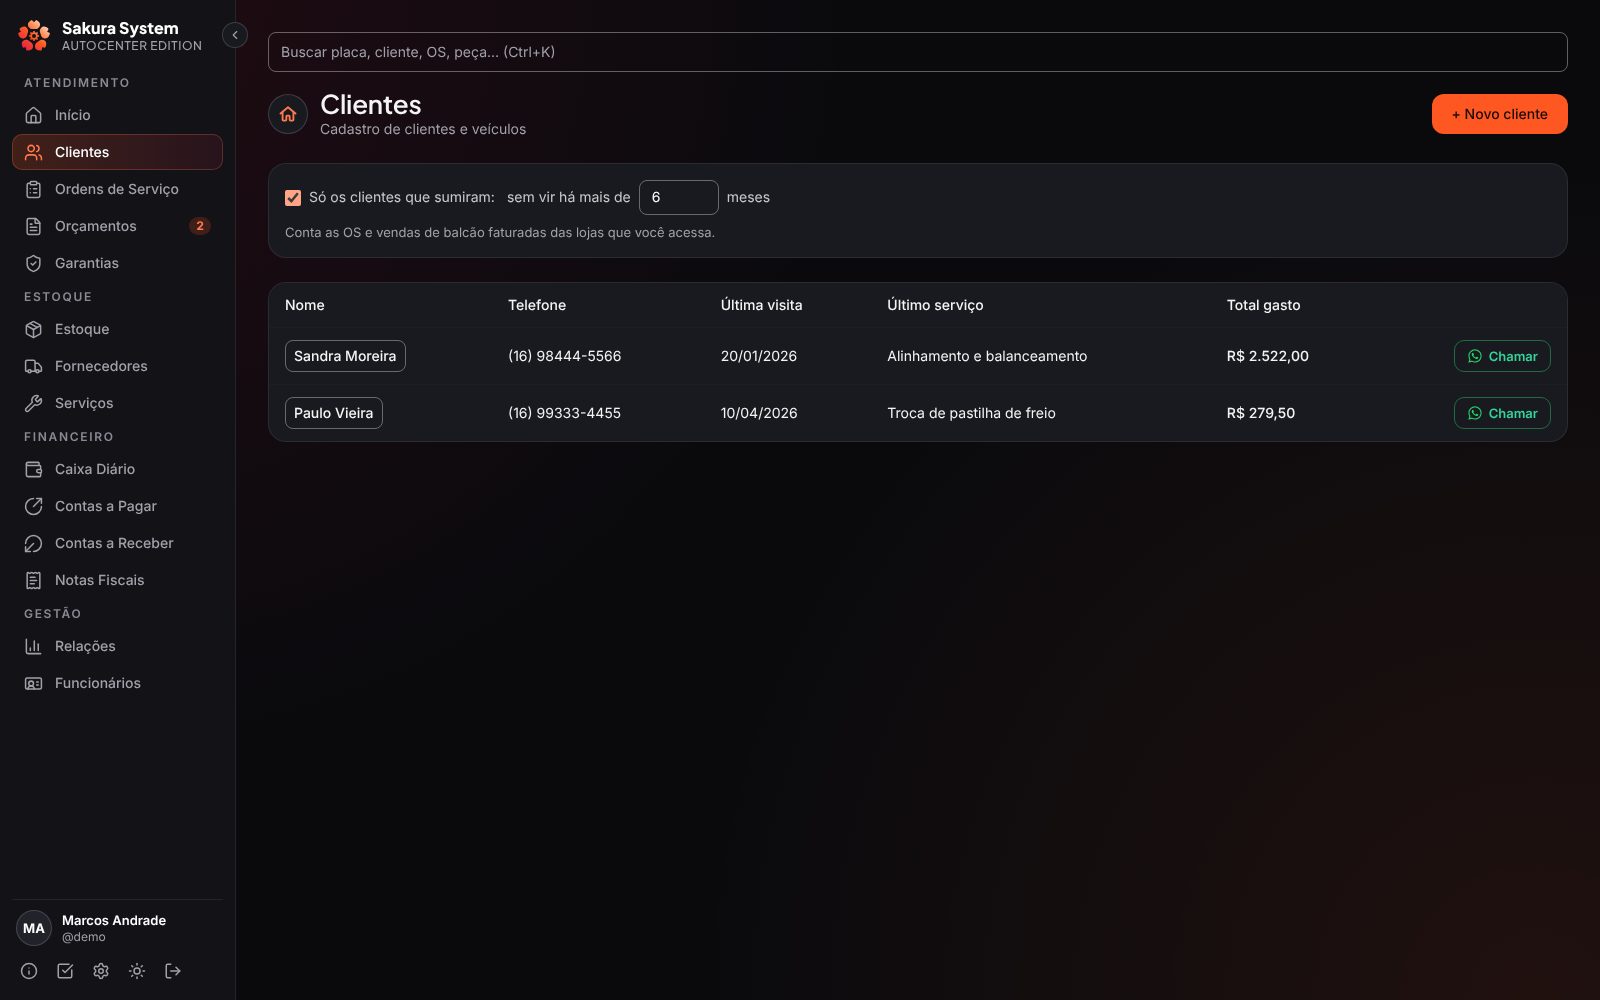 Sakura System
AUTOCENTER EDITION
ATENDIMENTO
Início
Clientes
Ordens de Serviço
Orçamentos 2
Garantias
ESTOQUE
Estoque
Fornecedores
Serviços
FINANCEIRO
Caixa Diário
Contas a Pagar
Contas a Receber
Notas Fiscais
GESTÃO
Relações
Funcionários
MA
Marcos Andrade
@demo
Buscar placa, cliente, OS, peça... (Ctrl+K)
Clientes
Cadastro de clientes e veículos
+ Novo cliente
Só os clientes que sumiram: sem vir há mais de 6 meses
Conta as OS e vendas de balcão faturadas das lojas que você acessa.
Nome Telefone Última visita Último serviço Total gasto
Sandra Moreira (16) 98444-5566 20/01/2026 Alinhamento e balanceamento R$ 2.522,00 Chamar
Paulo Vieira (16) 99333-4455 10/04/2026 Troca de pastilha de freio R$ 279,50 Chamar